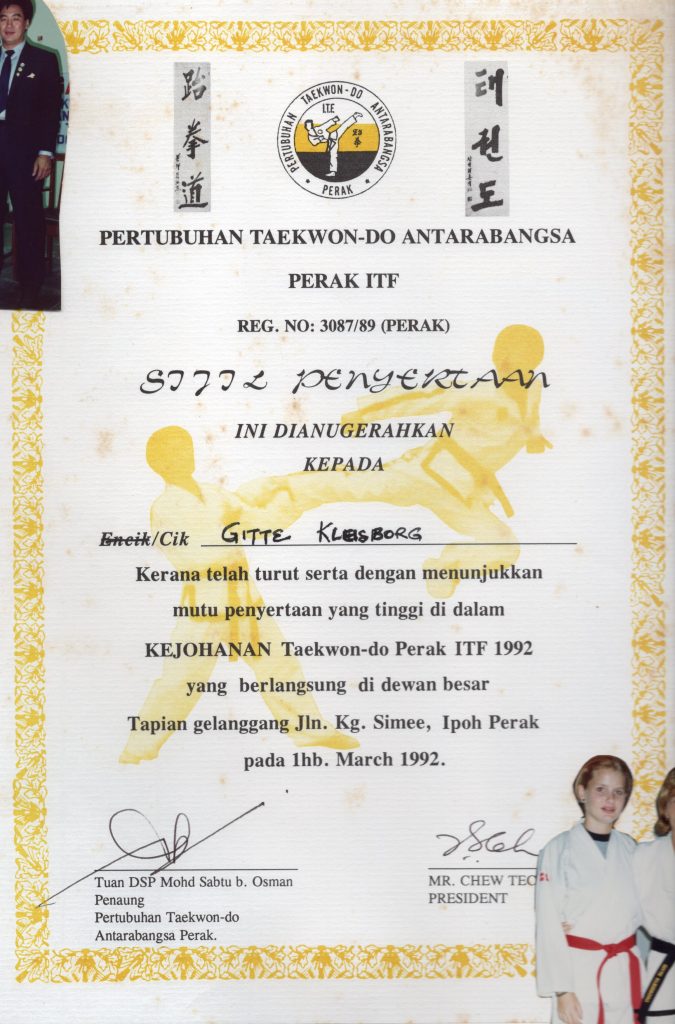 跆拳道
PERTUBUHAN TAEKWON-DO ANTARABANGSA
I.T.F.
PERAK
태권도
PERTUBUHAN TAEKWON-DO ANTARABANGSA
PERAK ITF
REG. NO: 3087/89 (PERAK)
SIJIL PENYERTAAN
INI DIANUGERAHKAN
KEPADA
Encik/Cik GITTE KLEISBORG
Kerana telah turut serta dengan menunjukkan
mutu penyertaan yang tinggi di dalam
KEJOHANAN Taekwon-do Perak ITF 1992
yang berlangsung di dewan besar
Tapian gelanggang Jln. Kg. Simee, Ipoh Perak
pada 1hb. March 1992.
Tuan DSP Mohd Sabtu b. Osman
Penaung
Pertubuhan Taekwon-do
Antarabangsa Perak.
MR. CHEW TEC
PRESIDENT